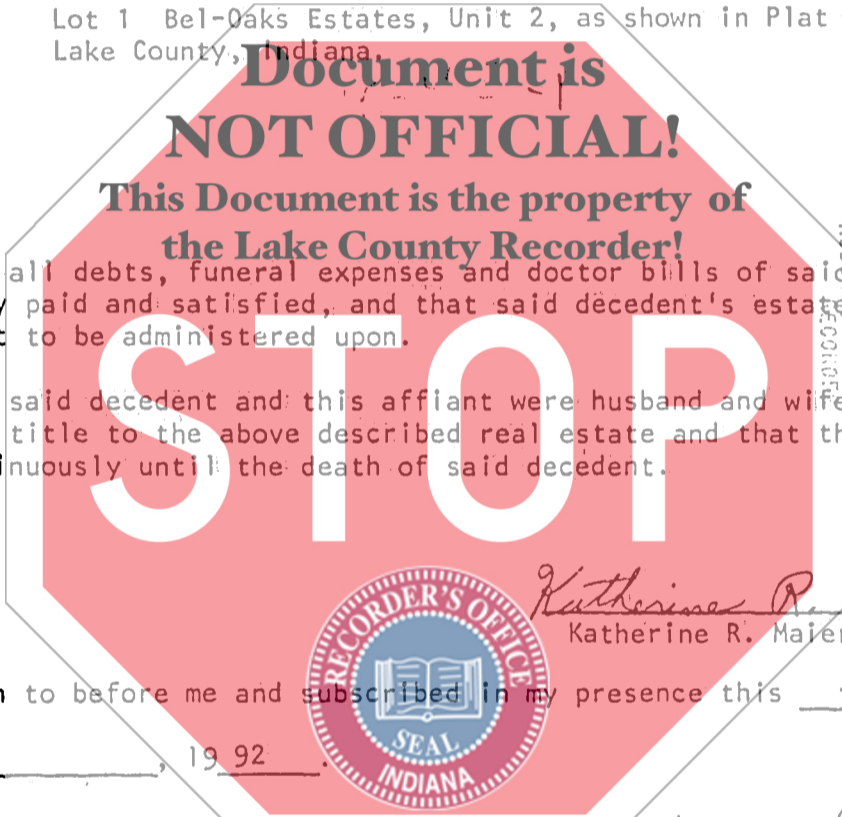 Lot 1 Bel-Oaks Estates, Unit 2, as shown in Plat
Lake County, Indiana,
Document is
NOT OFFICIAL!
This Document is the property of
the Lake County Recorder!
all debts, funeral expenses and doctor bills of said
paid and satisfied, and that said decedent's estate
to be administered upon.
said decedent and this affiant were husband and wife
title to the above described real estate and that th
inuously until the death of said decedent.
STOP
Katherine R.
Katherine R. Maier
to before me and subscribed in my presence this
, 19 92 .
RECORDER'S OFFICE
SEAL
INDIANA